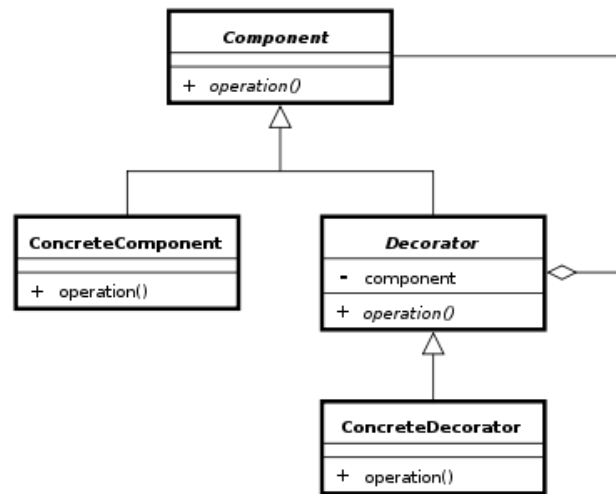 Component
+ operation()
ConcreteComponent
+ operation()
Decorator
- component
+ operation()
ConcreteDecorator
+ operation()